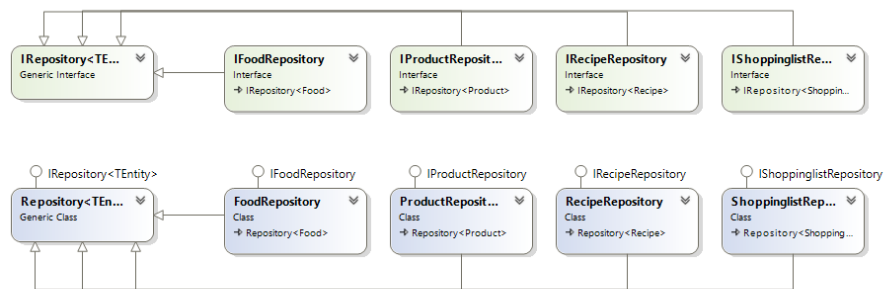 IRepository<TE...
Generic Interface
IFoodRepository
Interface
IRepository<Food>
IProductReposit...
Interface
IRepository<Product>
IRecipeRepository
Interface
IRepository<Recipe>
IShoppinglistRe...
Interface
IRepository<Shoppin...
IRepository<TEntity>
Repository<TEn...
Generic Class
IFoodRepository
FoodRepository
Class
Repository<Food>
IProductRepository
ProductReposit...
Class
Repository<Product>
IRecipeRepository
RecipeRepository
Class
Repository<Recipe>
IShoppinglistRepository
ShoppinglistRep...
Class
Repository<Shopping...